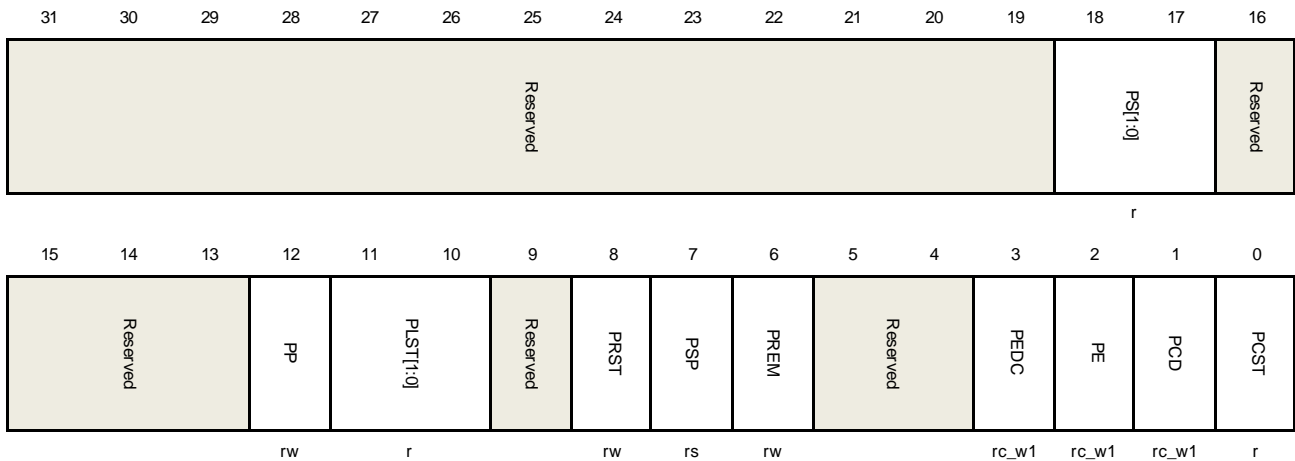 31 30 29 28 27 26 25 24 23 22 21 20 19 18 17 16
Reserved PS[1:0] Reserved
r
15 14 13 12 11 10 9 8 7 6 5 4 3 2 1 0
Reserved PP PLST[1:0] Reserved PRST PSP PREM Reserved PEDC PE PCD PCST
rw r rw rs rw rc_w1 rc_w1 rc_w1 r